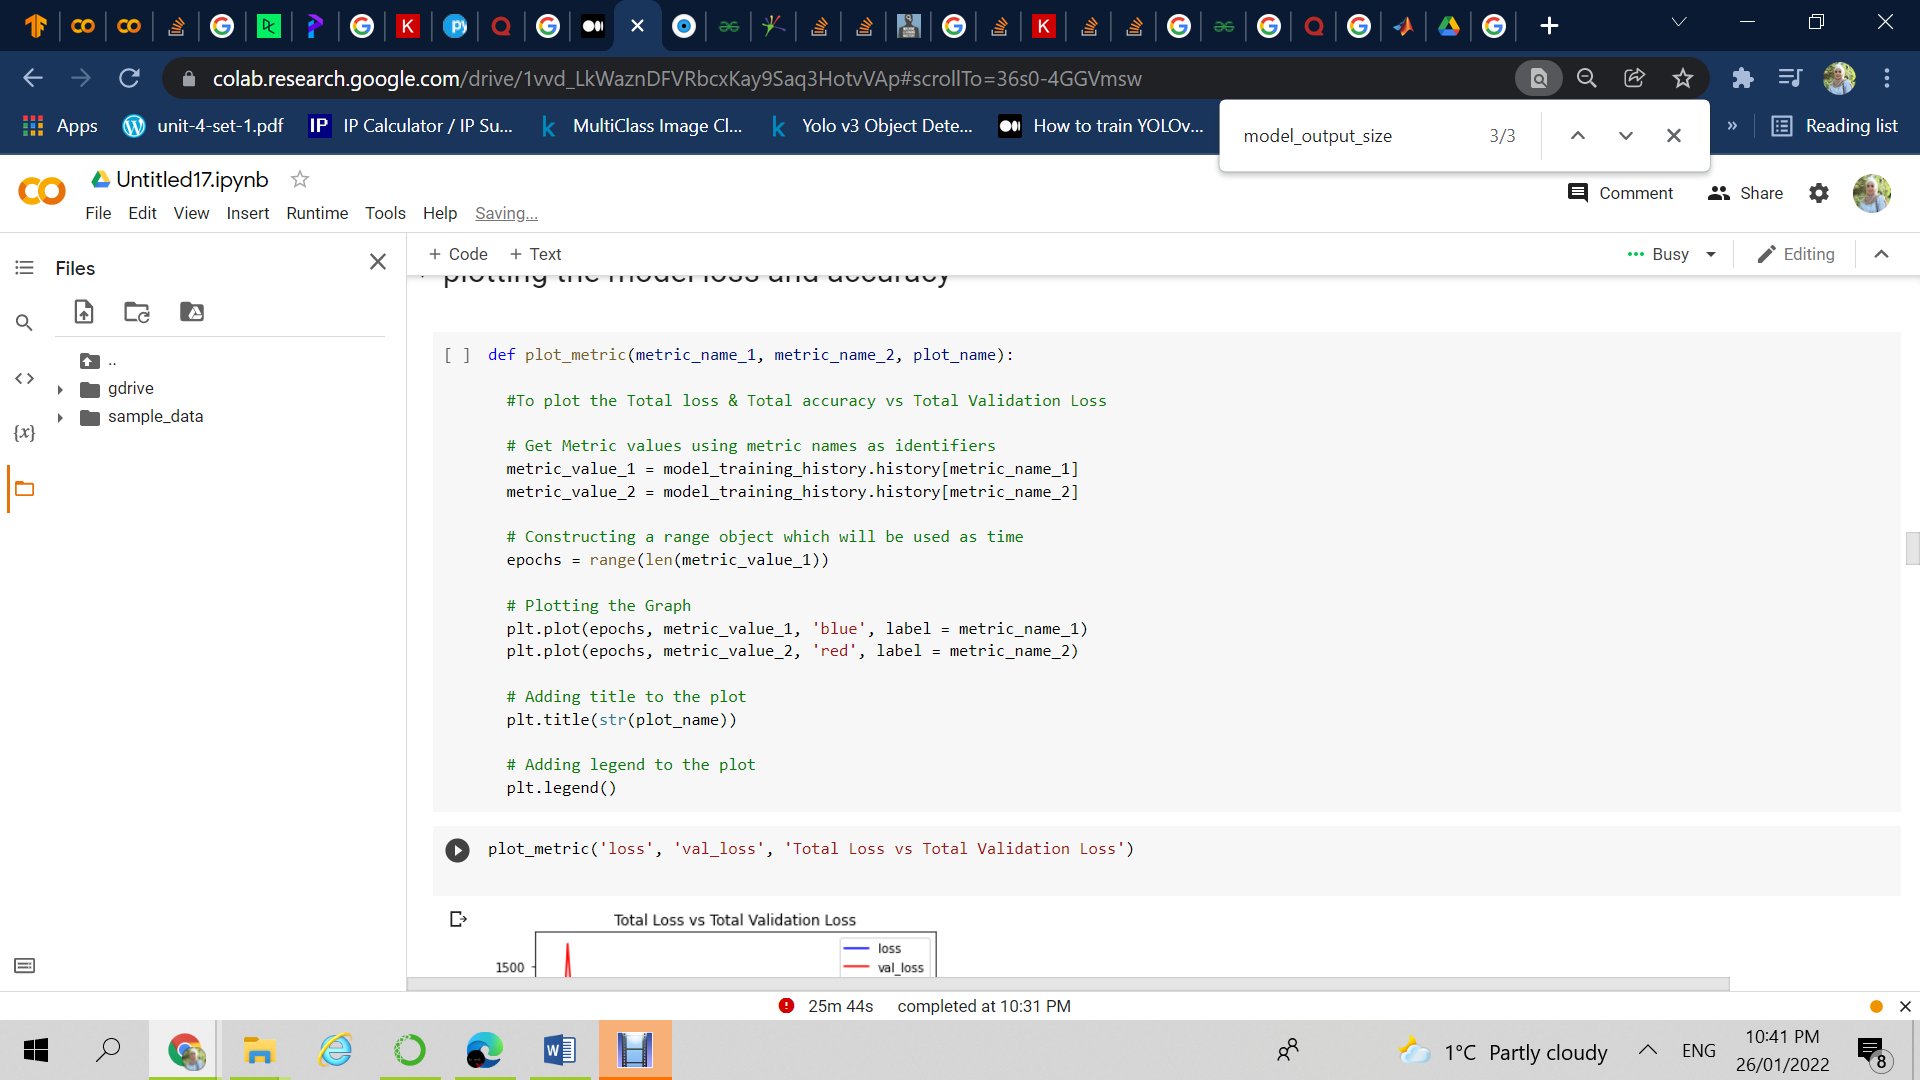 colab.research.google.com/drive/1vvd_LkWaznDFVRbcxKay9Saq3HotvVAp#scrollTo=36s0-4GGVmsw
Apps
unit-4-set-1.pdf
IP
IP Calculator / IP Su...
MultiClass Image Cl...
Yolo v3 Object Dete...
How to train YOLOv...
»
Reading list
model_output_size
3/3
Untitled17.ipynb
File Edit View Insert Runtime Tools Help Saving...
Comment
Share
Files
+ Code + Text
Busy
Editing
plotting the model loss and accuracy
..
gdrive
sample_data
{x}
[ ] def plot_metric(metric_name_1, metric_name_2, plot_name):
#To plot the Total loss & Total accuracy vs Total Validation Loss
# Get Metric values using metric names as identifiers
metric_value_1 = model_training_history.history[metric_name_1]
metric_value_2 = model_training_history.history[metric_name_2]
# Constructing a range object which will be used as time
epochs = range(len(metric_value_1))
# Plotting the Graph
plt.plot(epochs, metric_value_1, 'blue', label = metric_name_1)
plt.plot(epochs, metric_value_2, 'red', label = metric_name_2)
# Adding title to the plot
plt.title(str(plot_name))
# Adding legend to the plot
plt.legend()
plot_metric('loss', 'val_loss', 'Total Loss vs Total Validation Loss')
Total Loss vs Total Validation Loss
loss
val_loss
1500
25m 44s completed at 10:31 PM
1°C Partly cloudy
ENG
10:41 PM
26/01/2022
8